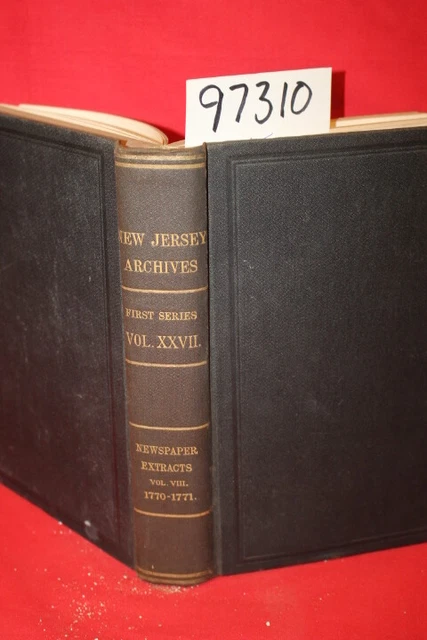 97310
NEW JERSEY
ARCHIVES
FIRST SERIES
VOL. XXVII.
NEWSPAPER
EXTRACTS
VOL. VIII.
1770-1771.